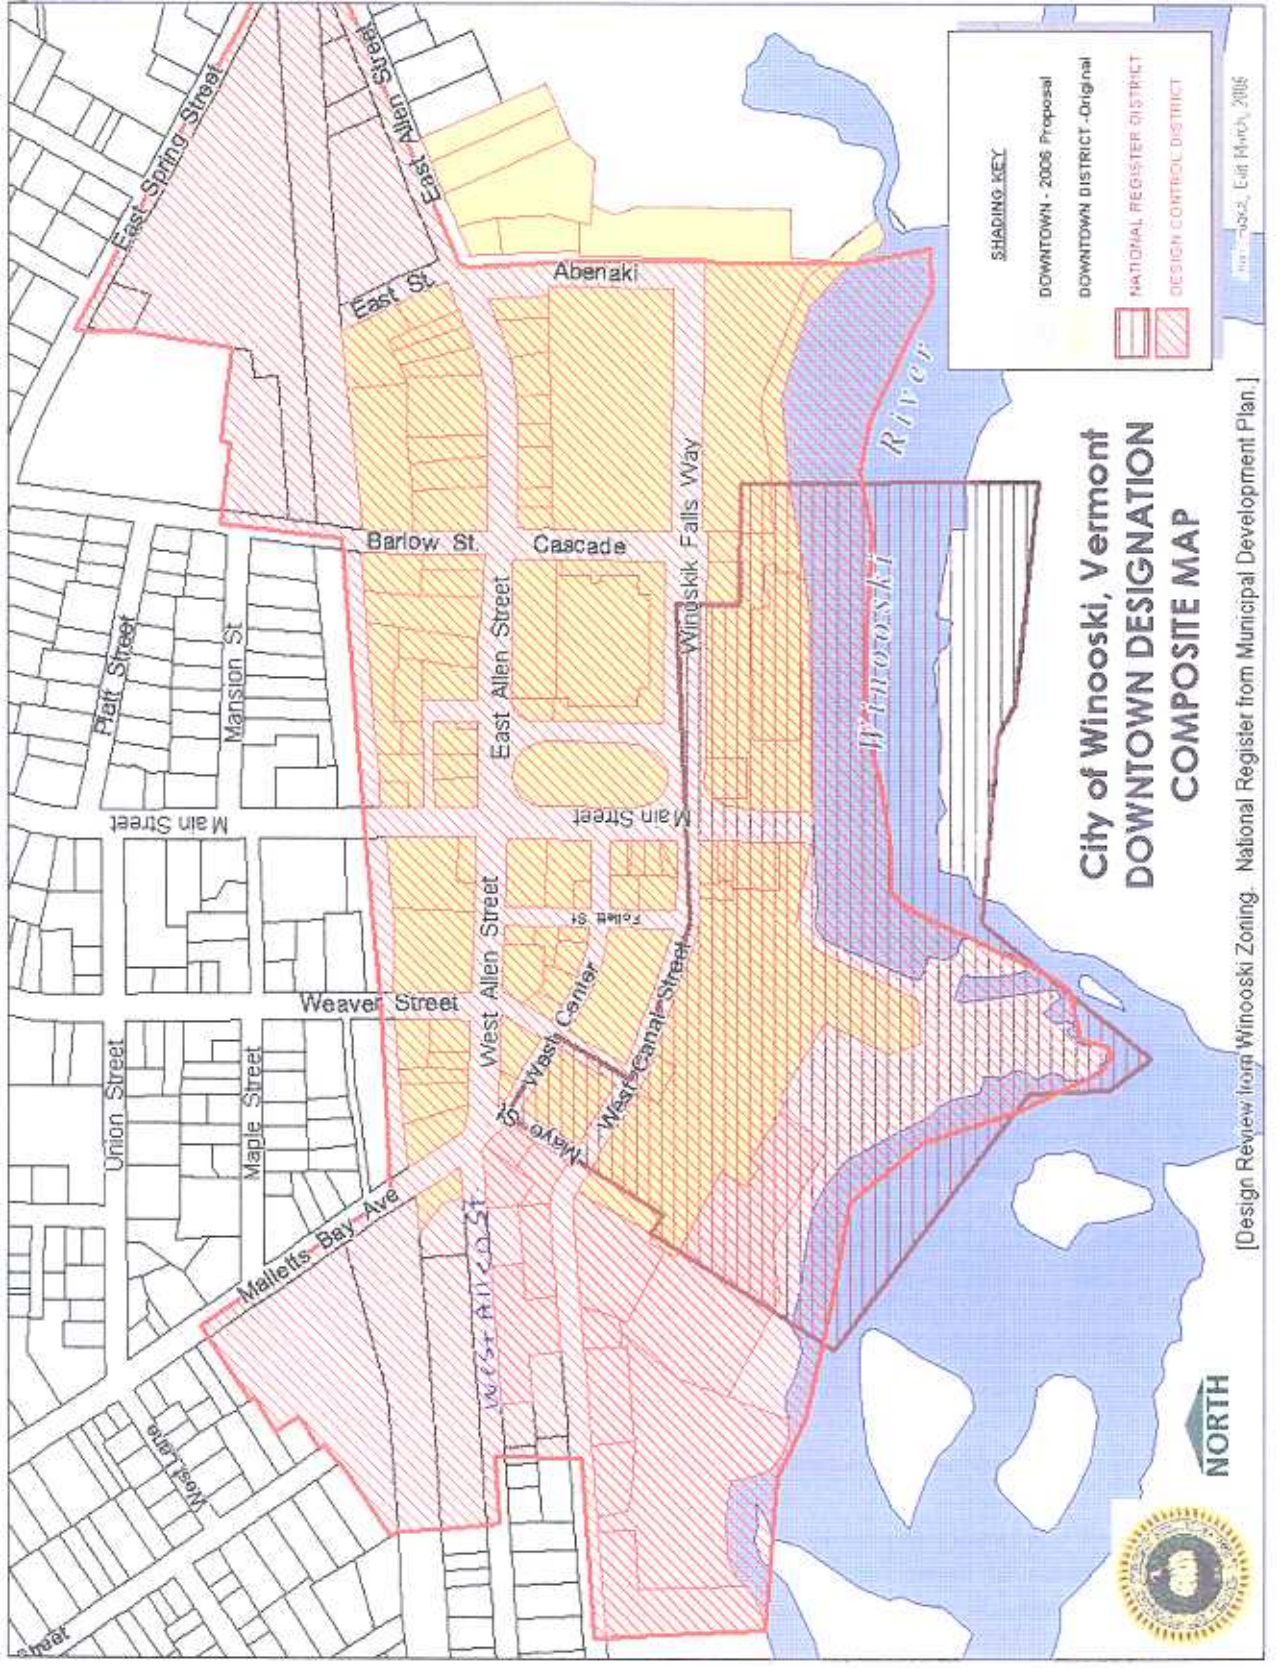 East Spring Street
East Allen Street
East St.
Abenaki
Barlow St.
Cascade
Winoskik Falls Way
Platt Street
Mansion St
East Allen Street
Main Street
Main Street
Follett St
Weaver Street
West Allen Street
West Center
West Canal Street
Mayo St.
Union Street
Maple Street
Malletts Bay Ave
West Allen St
West Lane
Street
Winooski River
SHADING KEY
DOWNTOWN - 2006 Proposal
DOWNTOWN DISTRICT -Original
NATIONAL REGISTER DISTRICT
DESIGN CONTROL DISTRICT
City of Winooski, Vermont
DOWNTOWN DESIGNATION
COMPOSITE MAP
[Design Review from Winooski Zoning. National Register from Municipal Development Plan.]
March, 2006
NORTH